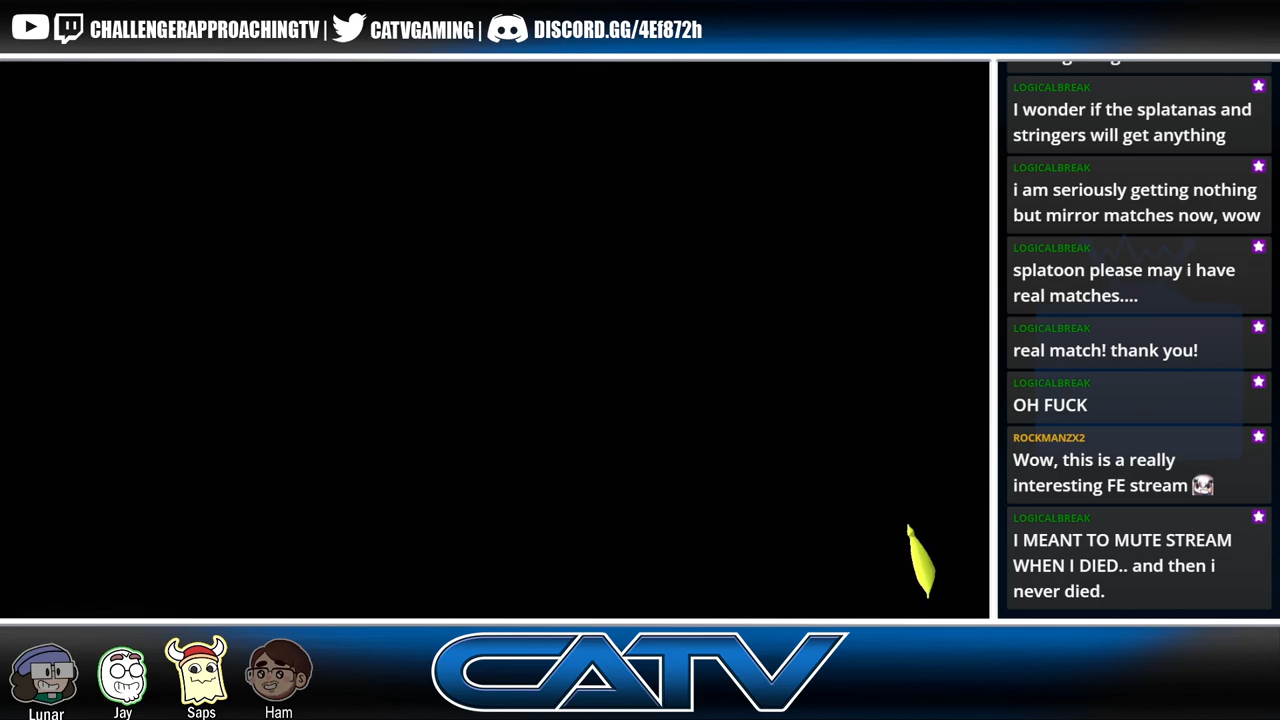 CHALLENGERAPPROACHINGTV | CATVGAMING | DISCORD.GG/4Ef872h
LOGICALBREAK
I wonder if the splatanas and
stringers will get anything
LOGICALBREAK
i am seriously getting nothing
but mirror matches now, wow
LOGICALBREAK
splatoon please may i have
real matches....
LOGICALBREAK
real match! thank you!
LOGICALBREAK
OH FUCK
ROCKMANZX2
Wow, this is a really
interesting FE stream
LOGICALBREAK
I MEANT TO MUTE STREAM
WHEN I DIED.. and then i
never died.
CATV
Lunar
Jay
Saps
Ham